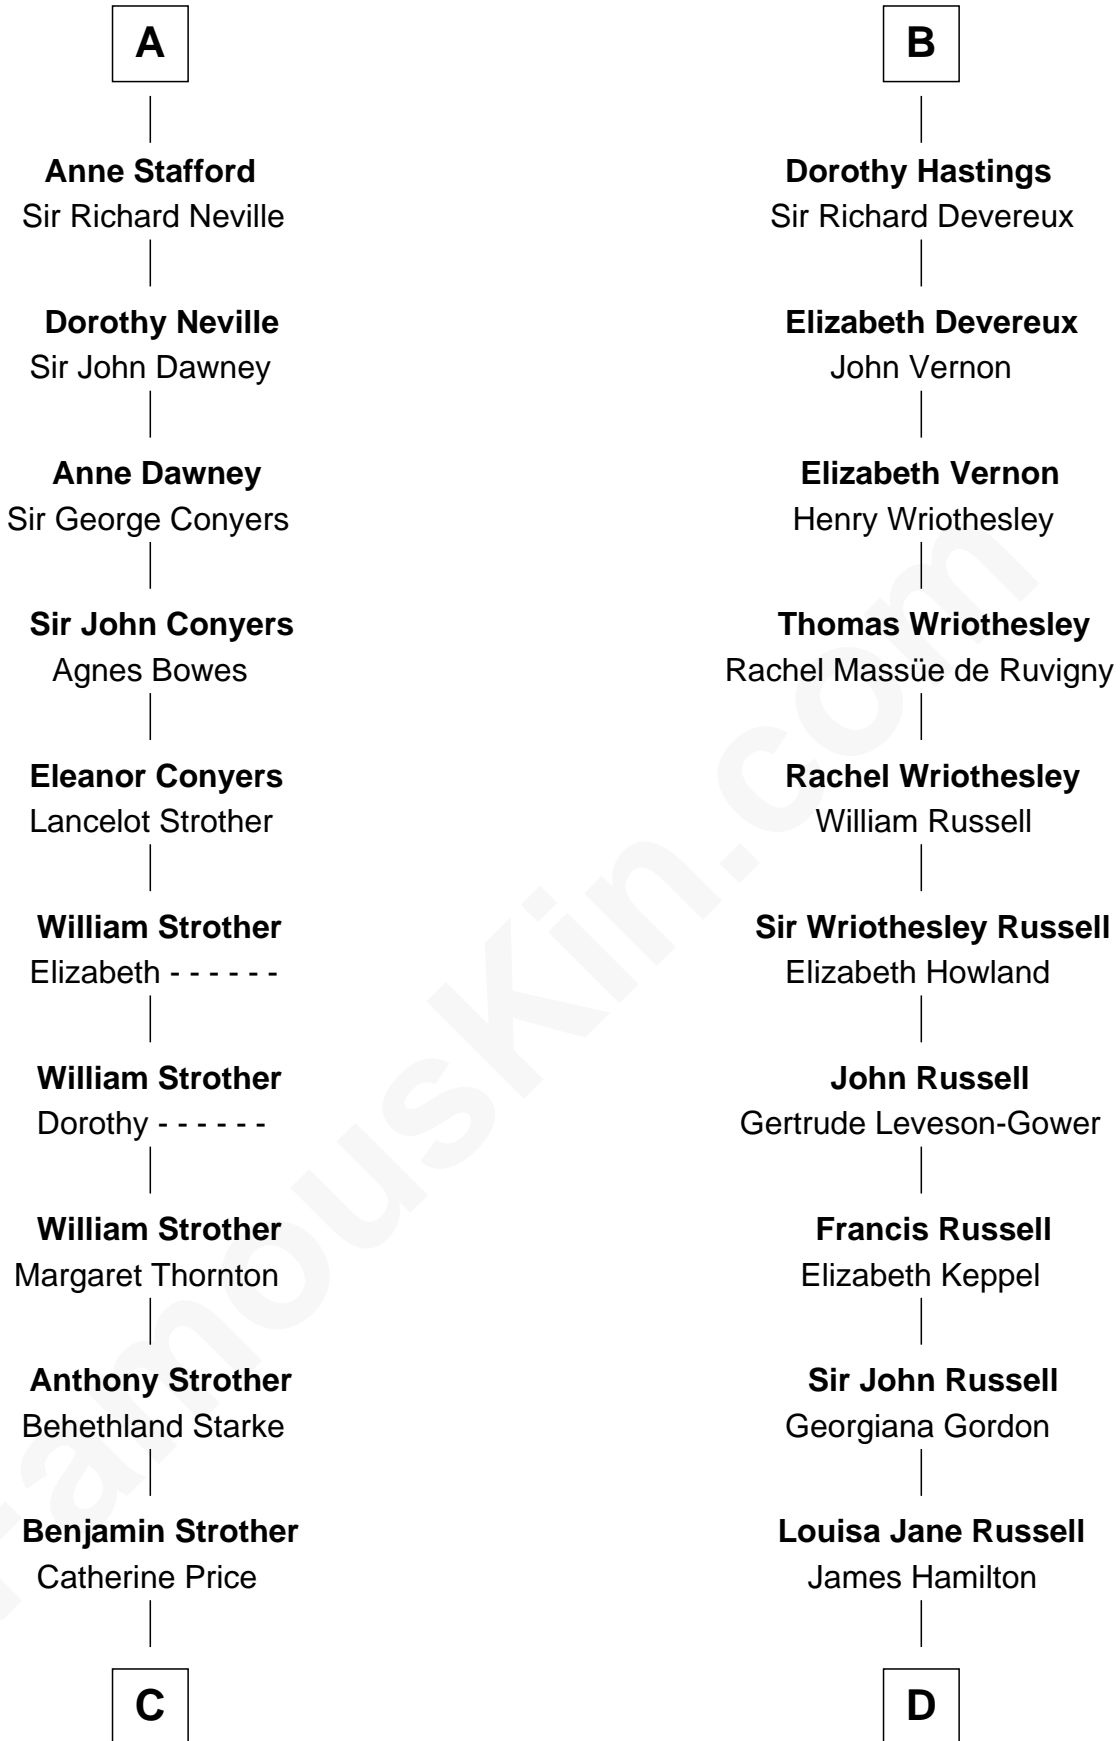 A
Anne Stafford
Sir Richard Neville
Dorothy Neville
Sir John Dawney
Anne Dawney
Sir George Conyers
Sir John Conyers
Agnes Bowes
Eleanor Conyers
Lancelot Strother
William Strother
Elizabeth - - - - - -
William Strother
Dorothy - - - - - -
William Strother
Margaret Thornton
Anthony Strother
Behethland Starke
Benjamin Strother
Catherine Price
C
B
Dorothy Hastings
Sir Richard Devereux
Elizabeth Devereux
John Vernon
Elizabeth Vernon
Henry Wriothesley
Thomas Wriothesley
Rachel Massüe de Ruvigny
Rachel Wriothesley
William Russell
Sir Wriothesley Russell
Elizabeth Howland
John Russell
Gertrude Leveson-Gower
Francis Russell
Elizabeth Keppel
Sir John Russell
Georgiana Gordon
Louisa Jane Russell
James Hamilton
D
FamousKin.com